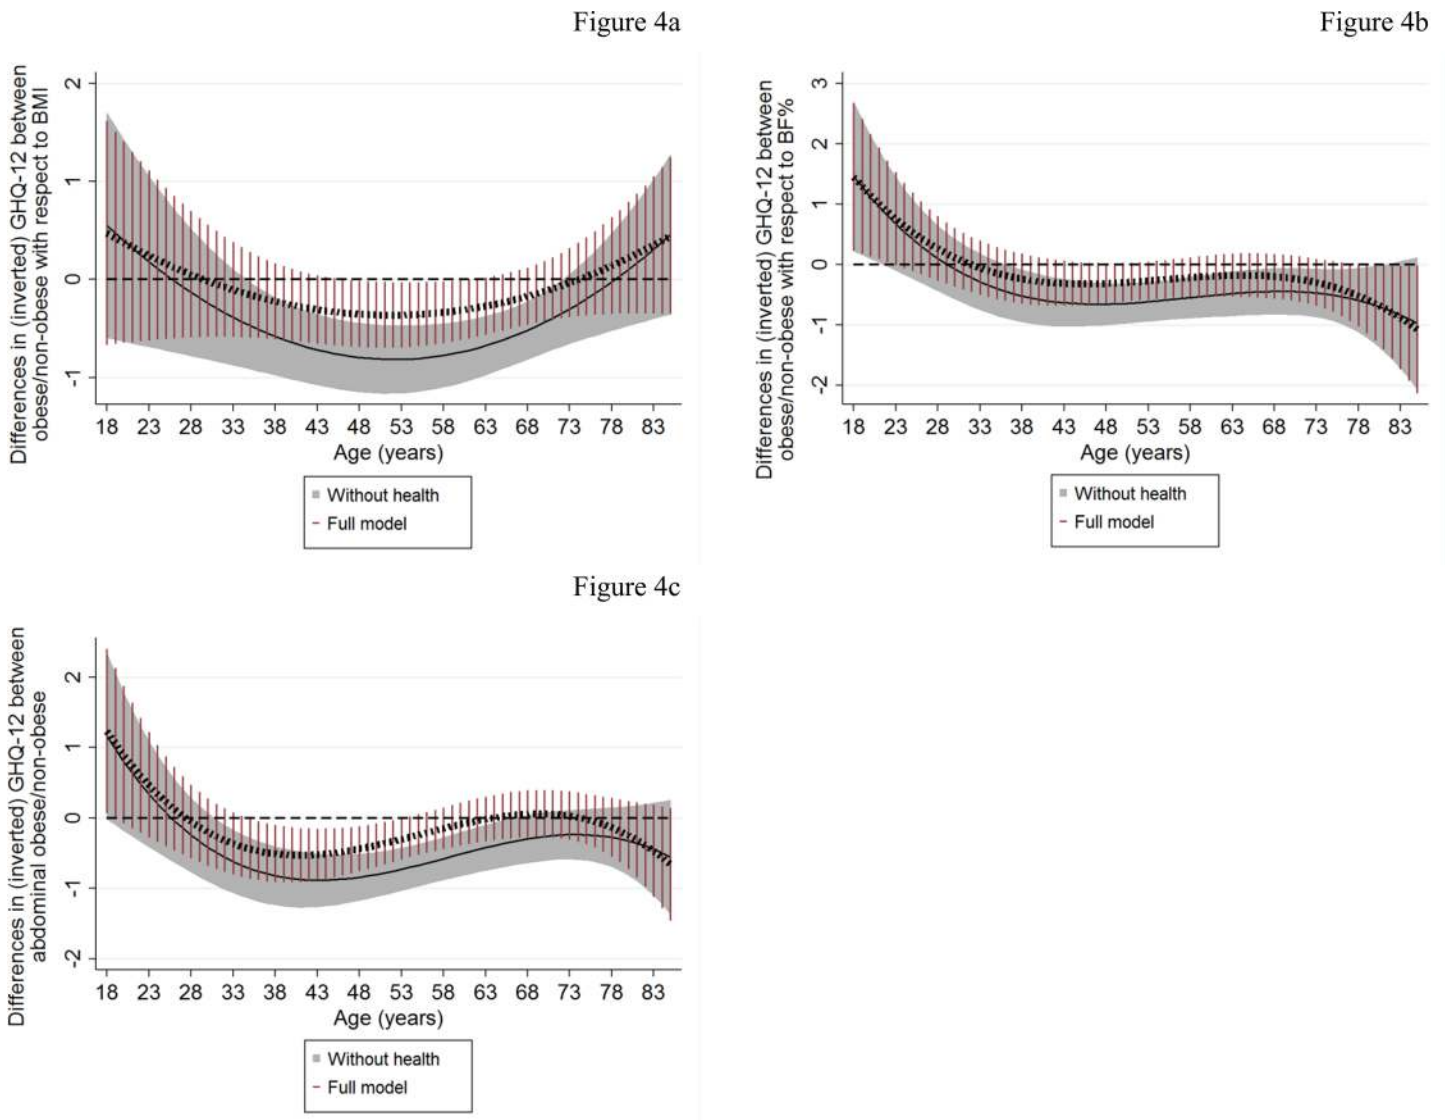 Figure 4a
Differences in (inverted) GHQ-12 between
obese/non-obese with respect to BMI
2
1
0
-1
18 23 28 33 38 43 48 53 58 63 68 73 78 83
Age (years)
Without health
Full model
Figure 4b
Differences in (inverted) GHQ-12 between
obese/non-obese with respect to BF%
3
2
1
0
-1
-2
18 23 28 33 38 43 48 53 58 63 68 73 78 83
Age (years)
Without health
Full model
Figure 4c
Differences in (inverted) GHQ-12 between
abdominal obese/non-obese
2
1
0
-1
-2
18 23 28 33 38 43 48 53 58 63 68 73 78 83
Age (years)
Without health
Full model